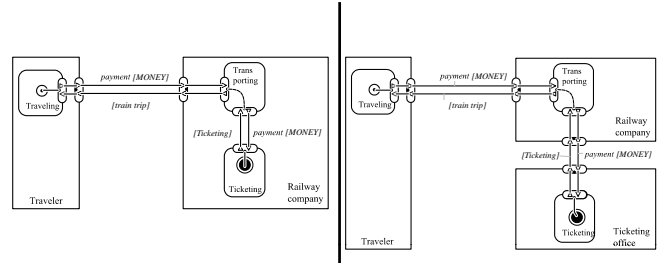 payment [MONEY]
Trans
porting
Traveling
[train trip]
[Ticketing]
payment [MONEY]
Ticketing
Railway
company
Traveler
payment [MONEY]
Trans
porting
Traveling
[train trip]
Railway
company
[Ticketing]
payment [MONEY]
Ticketing
Ticketing
office
Traveler